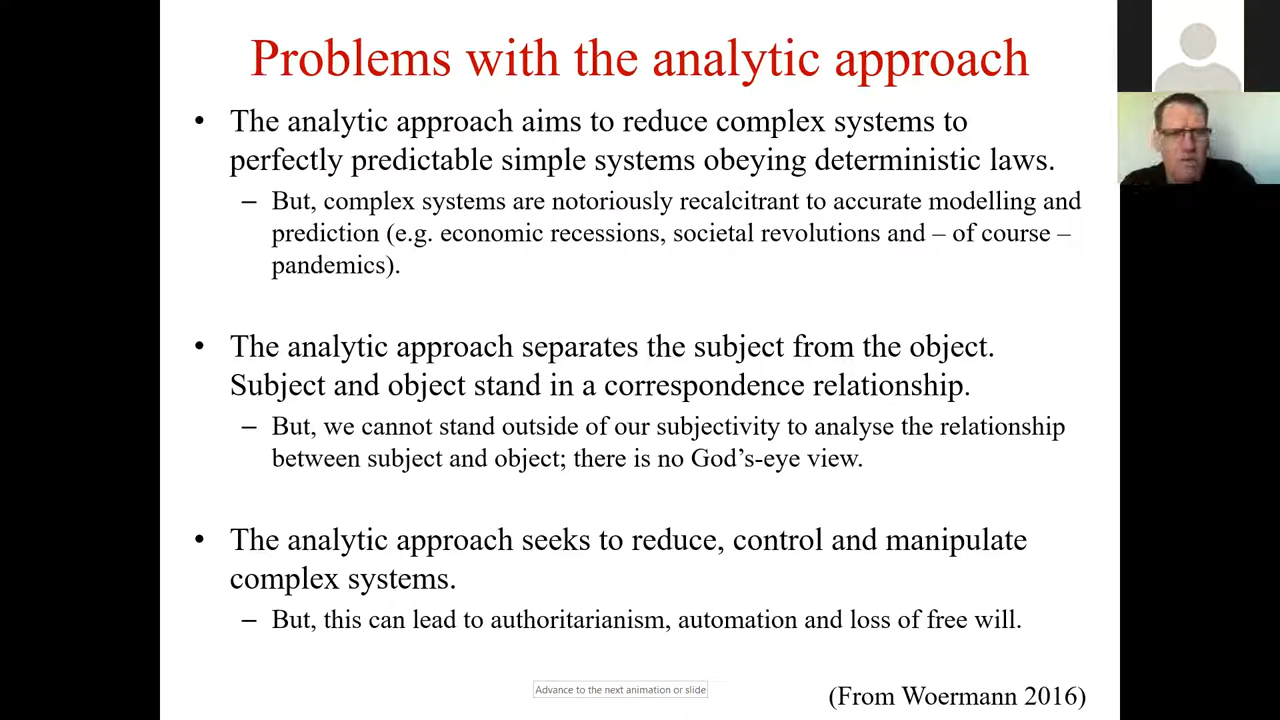 Problems with the analytic approach
• The analytic approach aims to reduce complex systems to
perfectly predictable simple systems obeying deterministic laws.
– But, complex systems are notoriously recalcitrant to accurate modelling and
prediction (e.g. economic recessions, societal revolutions and – of course –
pandemics).
• The analytic approach separates the subject from the object.
Subject and object stand in a correspondence relationship.
– But, we cannot stand outside of our subjectivity to analyse the relationship
between subject and object; there is no God’s-eye view.
• The analytic approach seeks to reduce, control and manipulate
complex systems.
– But, this can lead to authoritarianism, automation and loss of free will.
Advance to the next animation or slide
(From Woermann 2016)